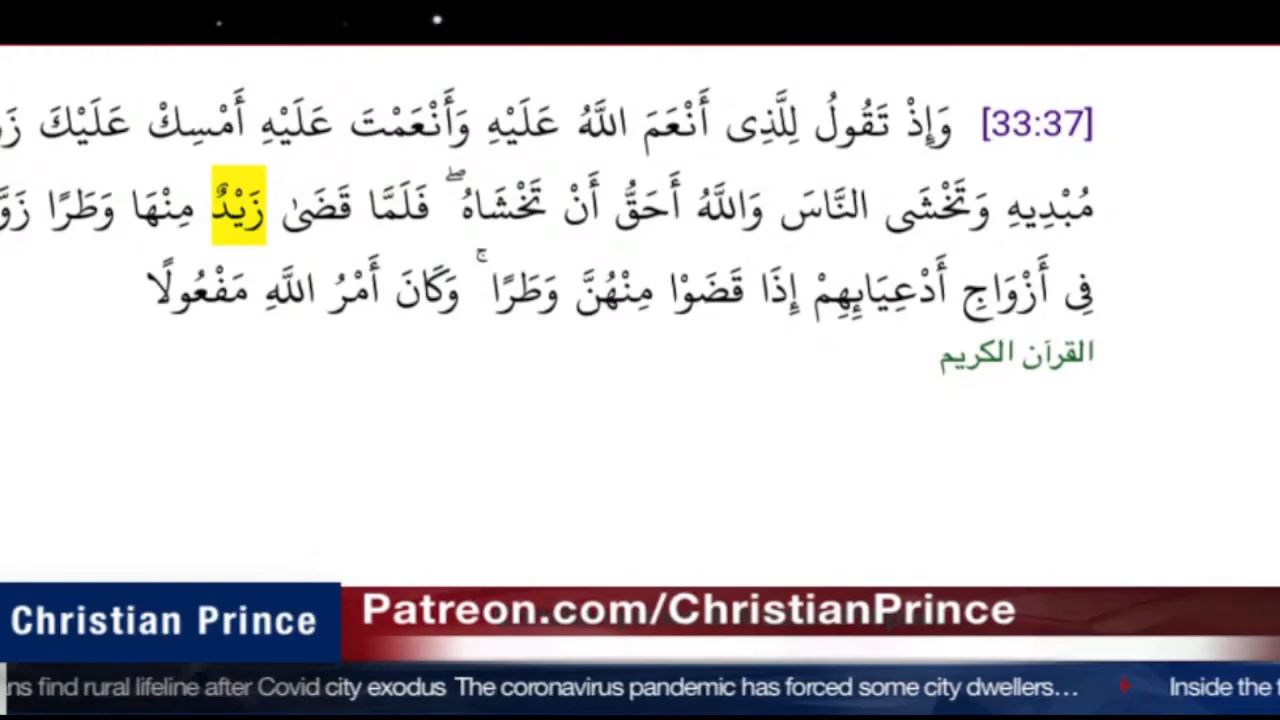 [33:37] وَإِذْ تَقُولُ لِلَّذِى أَنْعَمَ اللَّهُ عَلَيْهِ وَأَنْعَمْتَ عَلَيْهِ أَمْسِكْ عَلَيْكَ
مُبْدِيهِ وَتَخْشَى النَّاسَ وَاللَّهُ أَحَقُّ أَنْ تَخْشَاهُ ۖ فَلَمَّا قَضَىٰ زَيْدٌ مِنْهَا وَطَرًا
فِى أَزْوَاجِ أَدْعِيَائِهِمْ إِذَا قَضَوْا مِنْهُنَّ وَطَرًا ۚ وَكَانَ أَمْرُ اللَّهِ مَفْعُولًا
القرآن الكريم
Christian Prince
Patreon.com/ChristianPrince
ns find rural lifeline after Covid city exodus The coronavirus pandemic has forced some city dwellers... Inside the